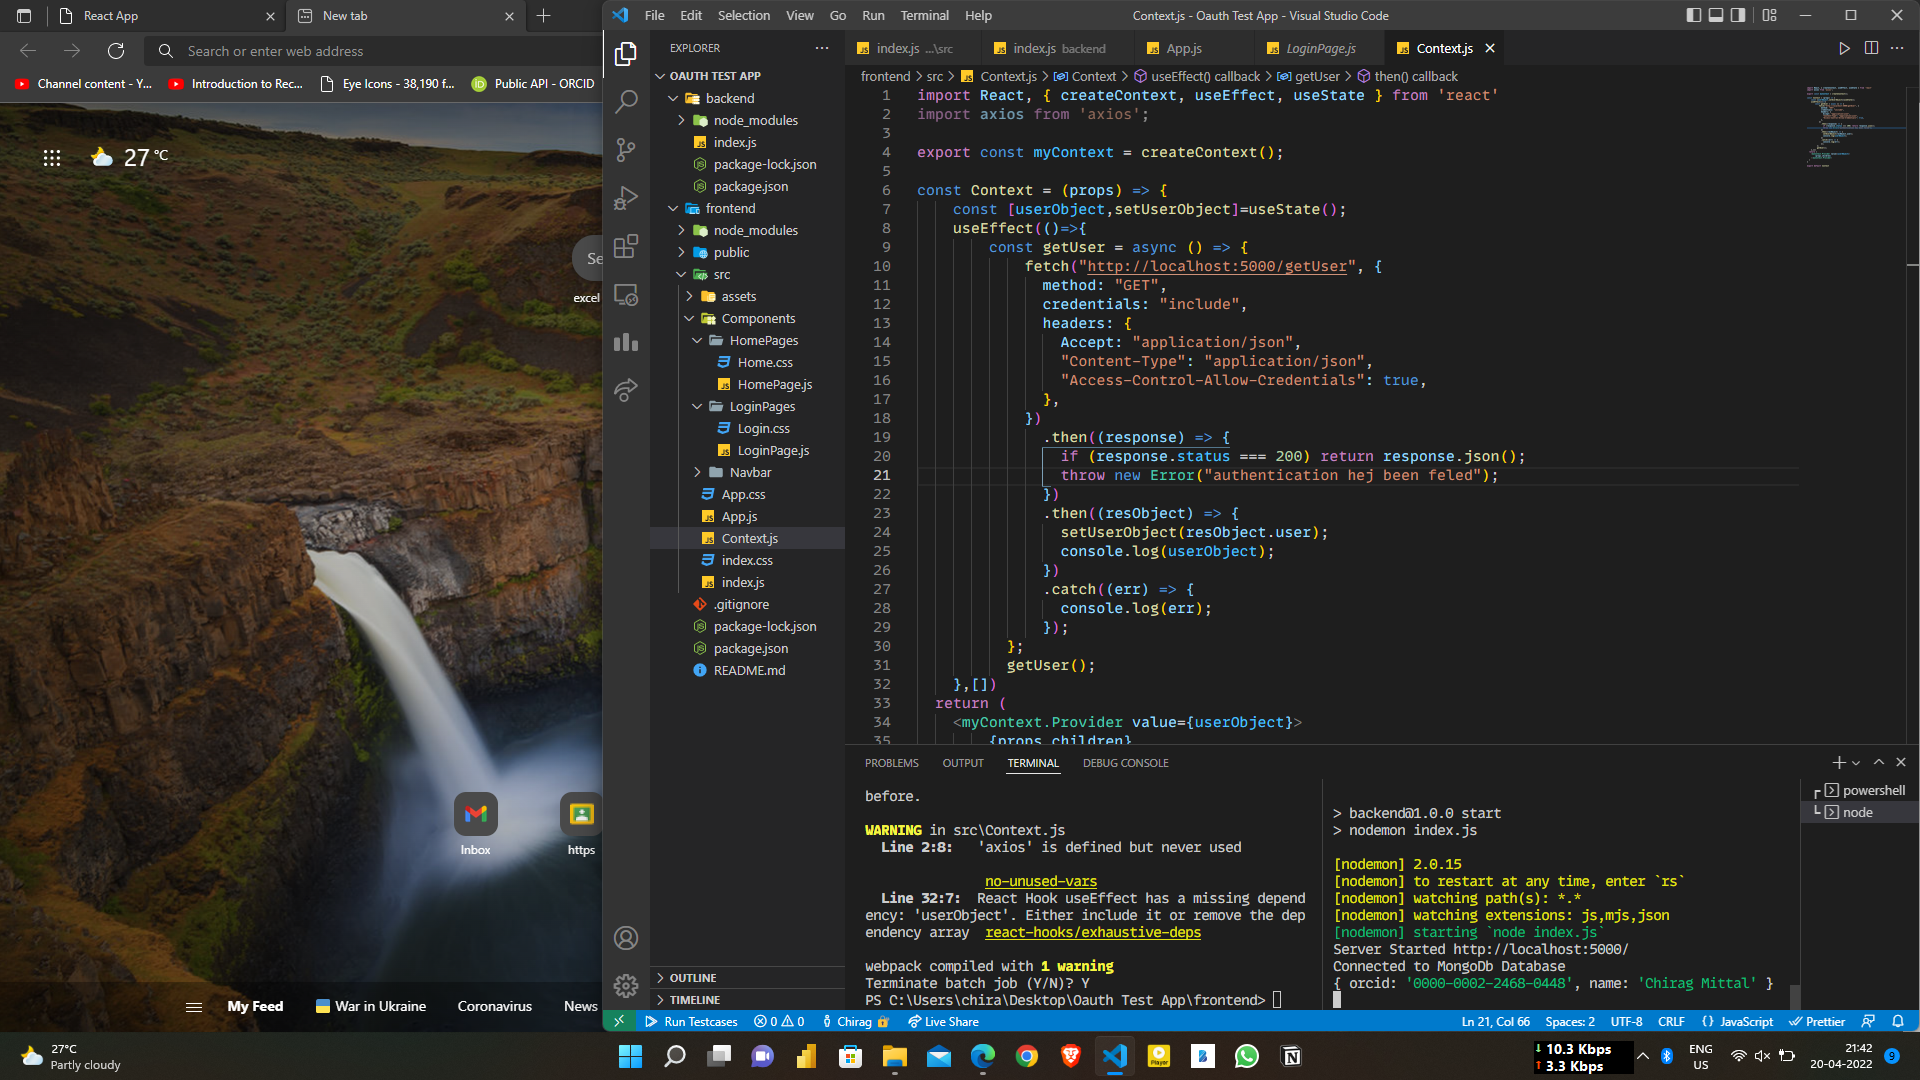 React App
New tab
Search or enter web address
Channel content - Y...
Introduction to Rec...
Eye Icons - 38,190 f...
Public API - ORCID
27 °C
Se
excel
Inbox
https
My Feed
War in Ukraine
Coronavirus
News
File Edit Selection View Go Run Terminal Help
Context.js - Oauth Test App - Visual Studio Code
EXPLORER
OAUTH TEST APP
backend
node_modules
index.js
package-lock.json
package.json
frontend
node_modules
public
src
assets
Components
HomePages
Home.css
HomePage.js
LoginPages
Login.css
LoginPage.js
Navbar
App.css
App.js
Context.js
index.css
index.js
.gitignore
package-lock.json
package.json
README.md
OUTLINE
TIMELINE
index.js ...\src
index.js backend
App.js
LoginPage.js
Context.js
frontend > src > Context.js > Context > useEffect() callback > getUser > then() callback
1 import React, { createContext, useEffect, useState } from 'react'
2 import axios from 'axios';
3
4 export const myContext = createContext();
5
6 const Context = (props) => {
7 const [userObject,setUserObject]=useState();
8 useEffect(()=>{
9 const getUser = async () => {
10 fetch("http://localhost:5000/getUser", {
11 method: "GET",
12 credentials: "include",
13 headers: {
14 Accept: "application/json",
15 "Content-Type": "application/json",
16 "Access-Control-Allow-Credentials": true,
17 },
18 })
19 .then((response) => {
20 if (response.status === 200) return response.json();
21 throw new Error("authentication hej been feled");
22 })
23 .then((resObject) => {
24 setUserObject(resObject.user);
25 console.log(userObject);
26 })
27 .catch((err) => {
28 console.log(err);
29 });
30 };
31 getUser();
32 },[])
33 return (
34 <myContext.Provider value={userObject}>
35 {props.children}
PROBLEMS OUTPUT TERMINAL DEBUG CONSOLE
before.
WARNING in src\Context.js
Line 2:8: 'axios' is defined but never used
no-unused-vars
Line 32:7: React Hook useEffect has a missing depend
ency: 'userObject'. Either include it or remove the dep
endency array react-hooks/exhaustive-deps
webpack compiled with 1 warning
Terminate batch job (Y/N)? Y
PS C:\Users\chira\Desktop\Oauth Test App\frontend>
> backend@1.0.0 start
> nodemon index.js
[nodemon] 2.0.15
[nodemon] to restart at any time, enter `rs`
[nodemon] watching path(s): *.*
[nodemon] watching extensions: js,mjs,json
[nodemon] starting `node index.js`
Server Started http://localhost:5000/
Connected to MongoDb Database
{ orcid: '0000-0002-2468-0448', name: 'Chirag Mittal' }
powershell
node
Run Testcases
0 0
Chirag
Live Share
Ln 21, Col 66
Spaces: 2
UTF-8
CRLF
{} JavaScript
Prettier
27°C
Partly cloudy
Player
10.3 Kbps
3.3 Kbps
ENG
US
21:42
20-04-2022
9